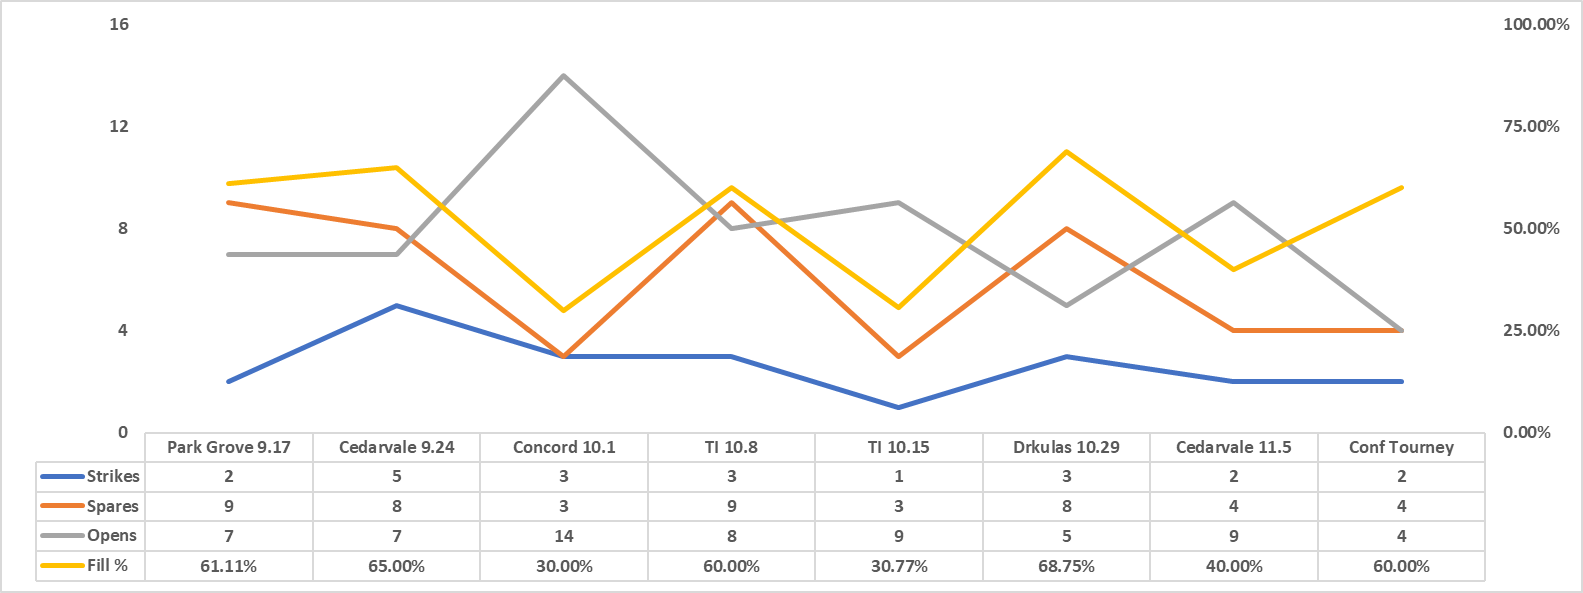 16 100.00%
12 75.00%
8 50.00%
4 25.00%
0 0.00%
Park Grove 9.17 Cedarvale 9.24 Concord 10.1 TI 10.8 TI 10.15 Drkulas 10.29 Cedarvale 11.5 Conf Tourney
Strikes 2 5 3 3 1 3 2 2
Spares 9 8 3 9 3 8 4 4
Opens 7 7 14 8 9 5 9 4
Fill % 61.11% 65.00% 30.00% 60.00% 30.77% 68.75% 40.00% 60.00%